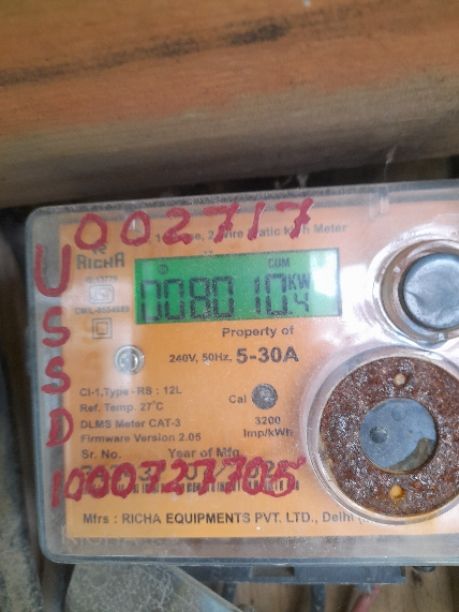 002717
1 Phase, 2 Wire Static kWh Meter
RICHA
CUM
008010.4 KW
USSD
Property of
240V, 50Hz, 5-30A
Cl-1, Type - RS : 12L
Cal
Ref. Temp. 27°C
DLMS Meter CAT-3
3200
Imp/kWh
Firmware Version 2.05
Sr. No. Year of Mfg
1000727705
Mfrs : RICHA EQUIPMENTS PVT. LTD., Delhi